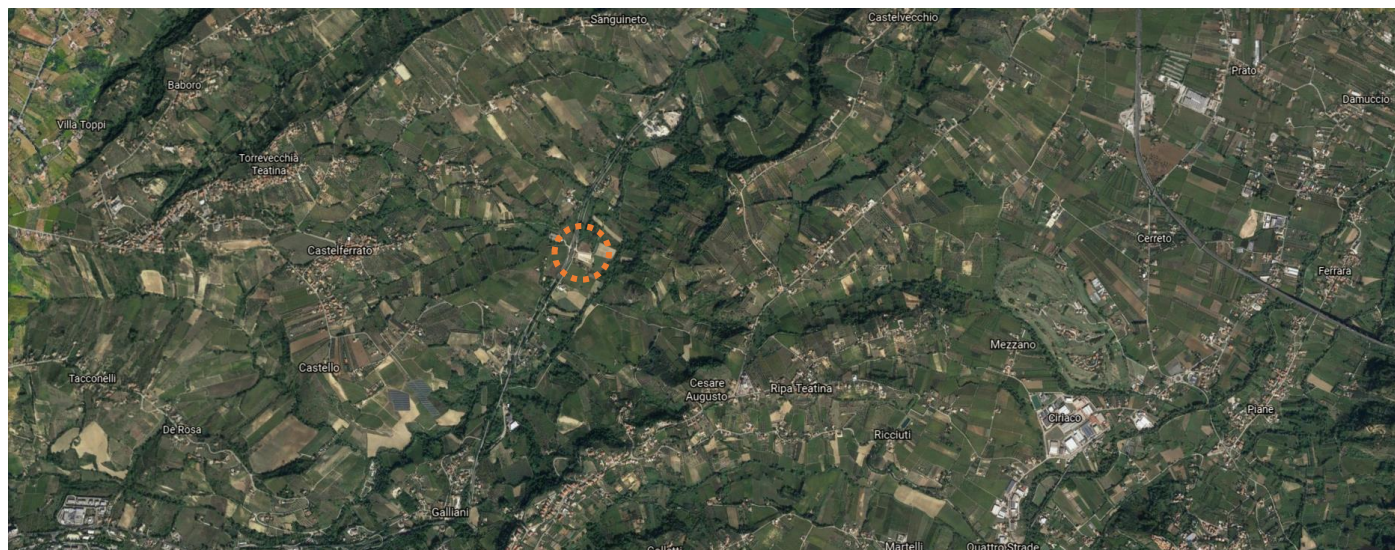 Sanguineto
Castelvecchio
Baboro
Prato
Damuccio
Villa Toppi
Torrevecchia
Teatina
Castelferrato
Cerreto
Ferrara
Mezzano
Castello
Tacconelli
Cesare
Augusto
Ripa Teatina
Ciriaco
Piane
De Rosa
Ricciuti
Galliani
Martelli
Quattro Strade